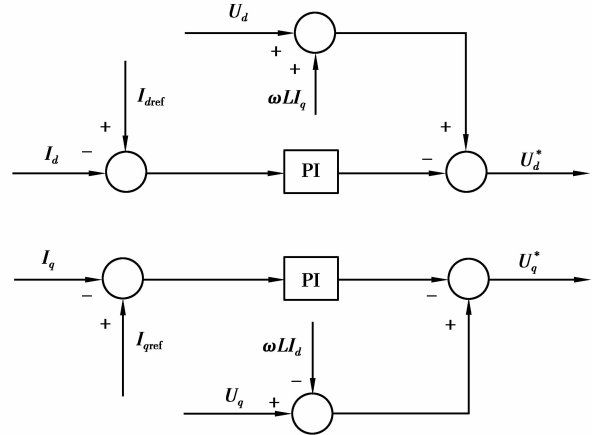 U_d
+
+
ωLI_q
I_dref
+
+
I_d
−
PI
−
U_d^*
I_q
−
PI
−
U_q^*
+
I_qref
ωLI_d
+
−
U_q
+